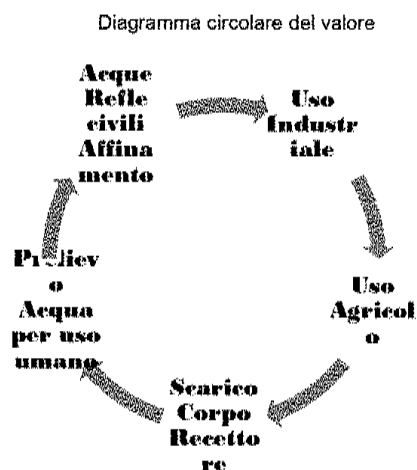 Diagramma circolare del valore
Acque
Refle
civili
Affina
mento
Uso
Industr
iale
Uso
Agricol
o
Scarico
Corpo
Recetto
re
Preliev
o
Acqua
per uso
umano